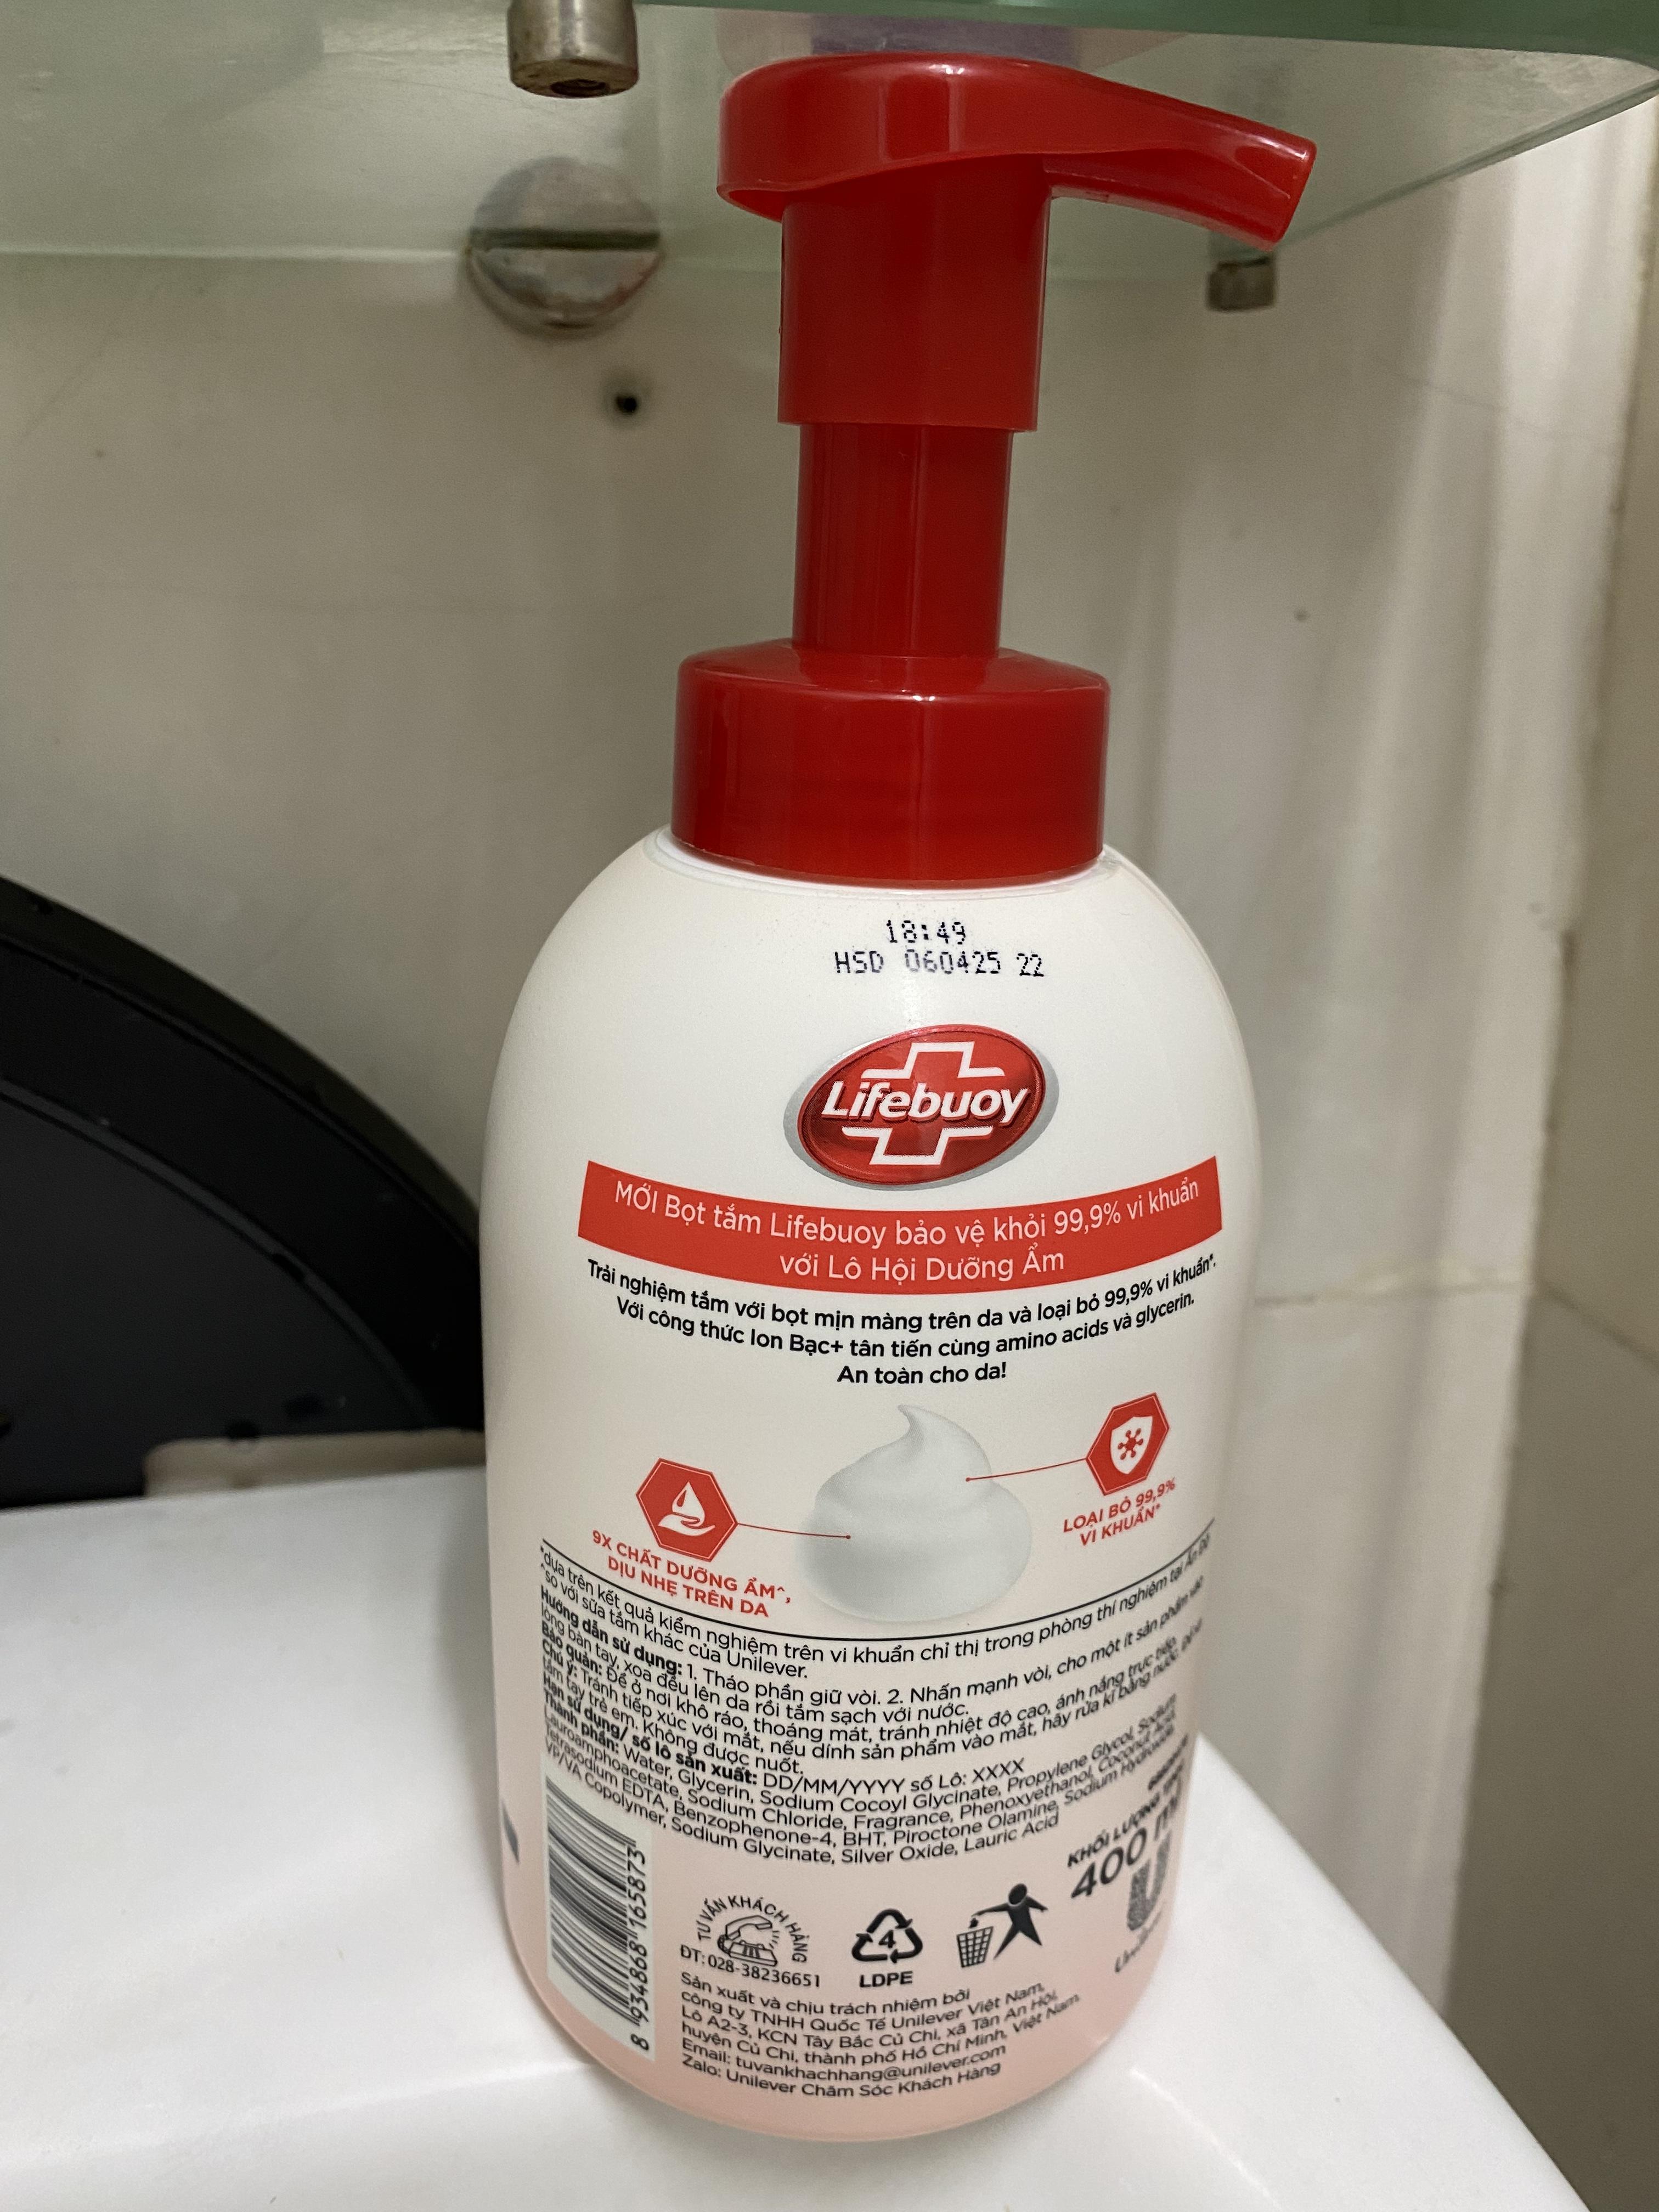 18:49
HSD 060425 22
Lifebuoy
MỚI Bọt tắm Lifebuoy bảo vệ khỏi 99,9% vi khuẩn
với Lô Hội Dưỡng Ẩm
Trải nghiệm tắm với bọt mịn màng trên da và loại bỏ 99,9% vi khuẩn*.
Với công thức Ion Bạc+ tân tiến cùng amino acids và glycerin.
An toàn cho da!
LOẠI BỎ 99,9%
VI KHUẨN*
9X CHẤT DƯỠNG ẨM^,
DỊU NHẸ TRÊN DA
*dựa trên kết quả kiểm nghiệm trên vi khuẩn chỉ thị trong phòng thí nghiệm tại Ấn Độ
^so với sữa tắm khác của Unilever.
Hướng dẫn sử dụng: 1. Tháo phần giữ vòi. 2. Nhấn mạnh vòi, cho một ít sản phẩm vào
lòng bàn tay, xoa đều lên da rồi tắm sạch với nước.
Bảo quản: Để ở nơi khô ráo, thoáng mát, tránh nhiệt độ cao, ánh nắng trực tiếp.
Chú ý: Tránh tiếp xúc với mắt, nếu dính sản phẩm vào mắt, hãy rửa kĩ bằng nước. Để xa
tầm tay trẻ em. Không được nuốt.
Hạn sử dụng/ số lô sản xuất: DD/MM/YYYY số Lô: XXXX
Thành phần: Water, Glycerin, Sodium Cocoyl Glycinate, Propylene Glycol, Sodium
Lauroamphoacetate, Sodium Chloride, Fragrance, Phenoxyethanol, Coconut Acid,
Tetrasodium EDTA, Benzophenone-4, BHT, Piroctone Olamine, Sodium Hydroxide,
VP/VA Copolymer, Sodium Glycinate, Silver Oxide, Lauric Acid
KHỐI LƯỢNG
400 ml
8 934868 165873
TƯ VẤN KHÁCH HÀNG
ĐT: 028-38236651
4
LDPE
Unilever
Sản xuất và chịu trách nhiệm bởi
công ty TNHH Quốc Tế Unilever Việt Nam,
Lô A2-3, KCN Tây Bắc Củ Chi, xã Tân An Hội,
huyện Củ Chi, thành phố Hồ Chí Minh, Việt Nam.
Email: tuvankhachhang@unilever.com
Zalo: Unilever Chăm Sóc Khách Hàng